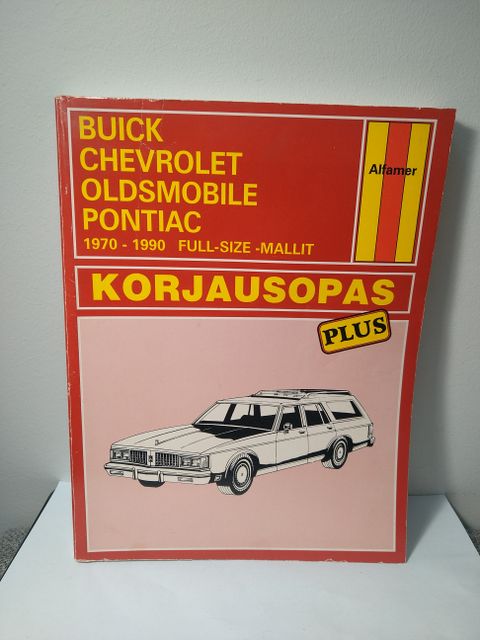 BUICK
CHEVROLET
OLDSMOBILE
PONTIAC
1970 - 1990 FULL-SIZE -MALLIT
Alfamer
KORJAUSOPAS
PLUS